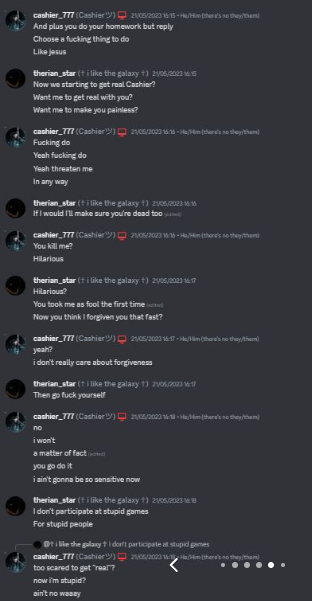 cashier_777 (Cashierツ) 21/05/2023 16:15 • He/Him (there's no they/them)
And plus you do your homework but reply
Choose a fucking thing to do
Like jesus
therian_star († i like the galaxy †) 21/05/2023 16:15
Now we starting to get real Cashier?
Want me to get real with you?
Want me to make you painless?
cashier_777 (Cashierツ) 21/05/2023 16:16 • He/Him (there's no they/them)
Fucking do
Yeah fucking do
Yeah threaten me
In any way
therian_star († i like the galaxy †) 21/05/2023 16:16
If I would I'll make sure you're dead too (edited)
cashier_777 (Cashierツ) 21/05/2023 16:16 • He/Him (there's no they/them)
You kill me?
Hilarious
therian_star († i like the galaxy †) 21/05/2023 16:17
Hilarious?
You took me as fool the first time (edited)
Now you think I forgiven you that fast?
cashier_777 (Cashierツ) 21/05/2023 16:17 • He/Him (there's no they/them)
yeah?
i don't really care about forgiveness
therian_star († i like the galaxy †) 21/05/2023 16:17
Then go fuck yourself
cashier_777 (Cashierツ) 21/05/2023 16:18 • He/Him (there's no they/them)
no
i won't
a matter of fact (edited)
you go do it
i ain't gonna be so sensitive now
therian_star († i like the galaxy †) 21/05/2023 16:18
I don't participate at stupid games
For stupid people
@† i like the galaxy † I don't participate at stupid games
cashier_777 (Cashierツ) 21/05/2023 16:18 • He/Him (there's no they/them)
too scared to get "real"?
now i'm stupid?
ain't no waaay